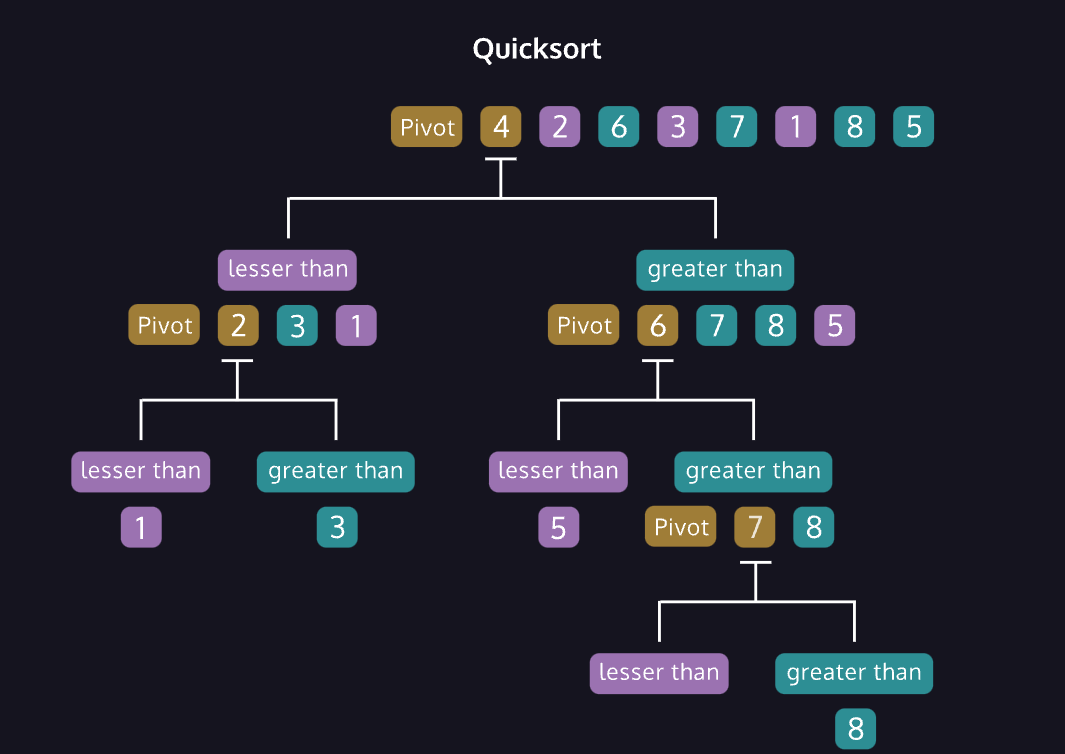 Quicksort
Pivot 4 2 6 3 7 1 8 5
lesser than greater than
Pivot 2 3 1 Pivot 6 7 8 5
lesser than greater than lesser than greater than
1 3 5 Pivot 7 8
lesser than greater than
8